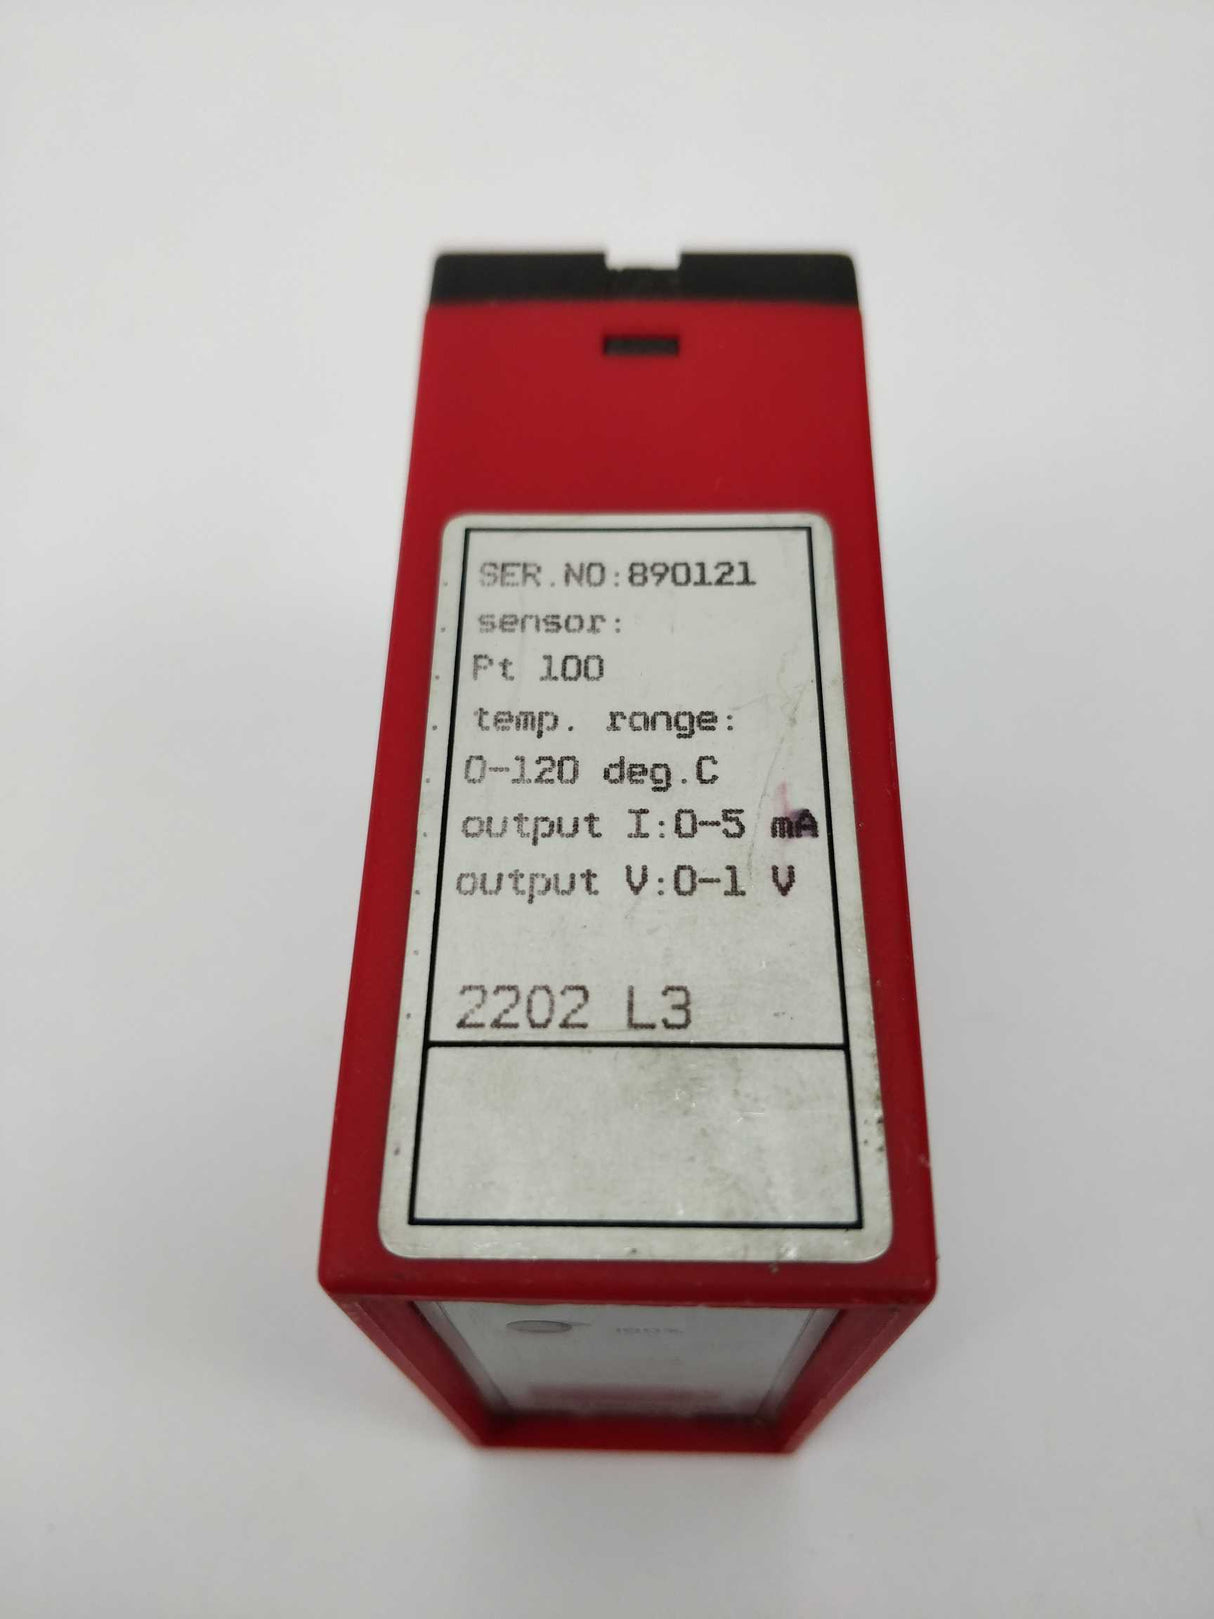 SER.NO:890121
sensor:
Pt 100
temp. range:
0-120 deg.C
output I:0-5 mA
output V:0-1 V
2202 L3
100%